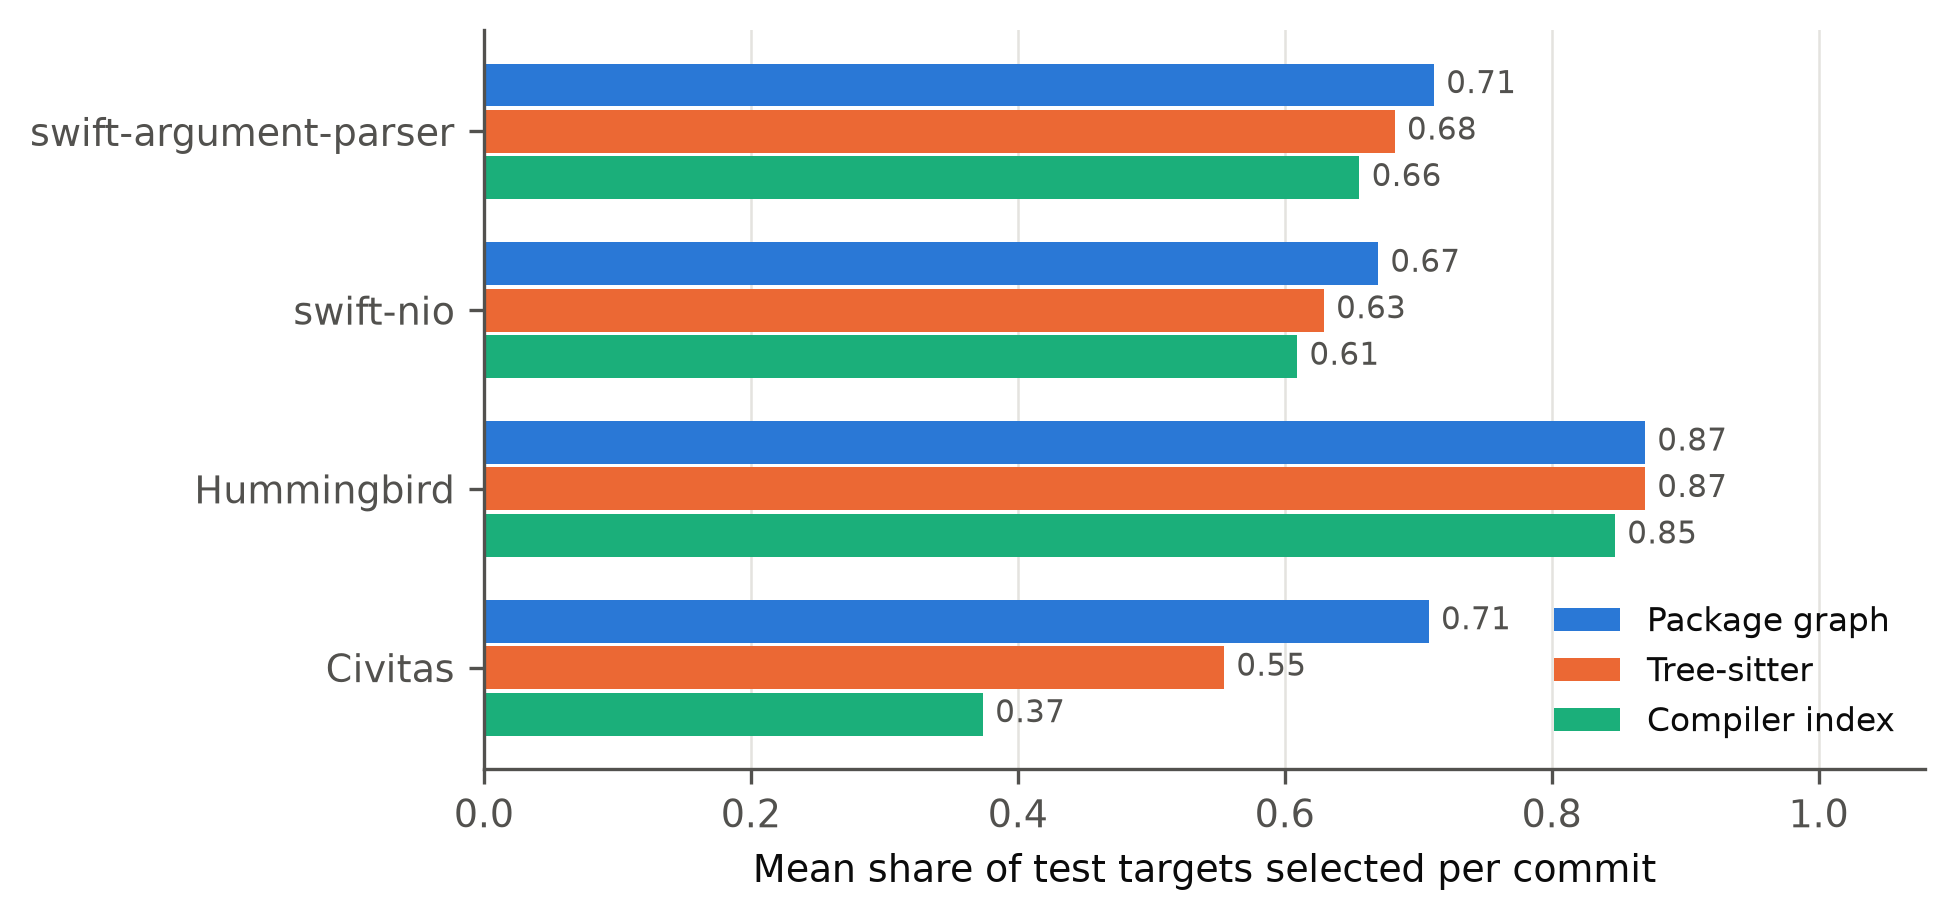 swift-argument-parser
0.71
0.68
0.66
swift-nio
0.67
0.63
0.61
Hummingbird
0.87
0.87
0.85
Civitas
0.71
0.55
0.37
Package graph
Tree-sitter
Compiler index
0.0 0.2 0.4 0.6 0.8 1.0
Mean share of test targets selected per commit